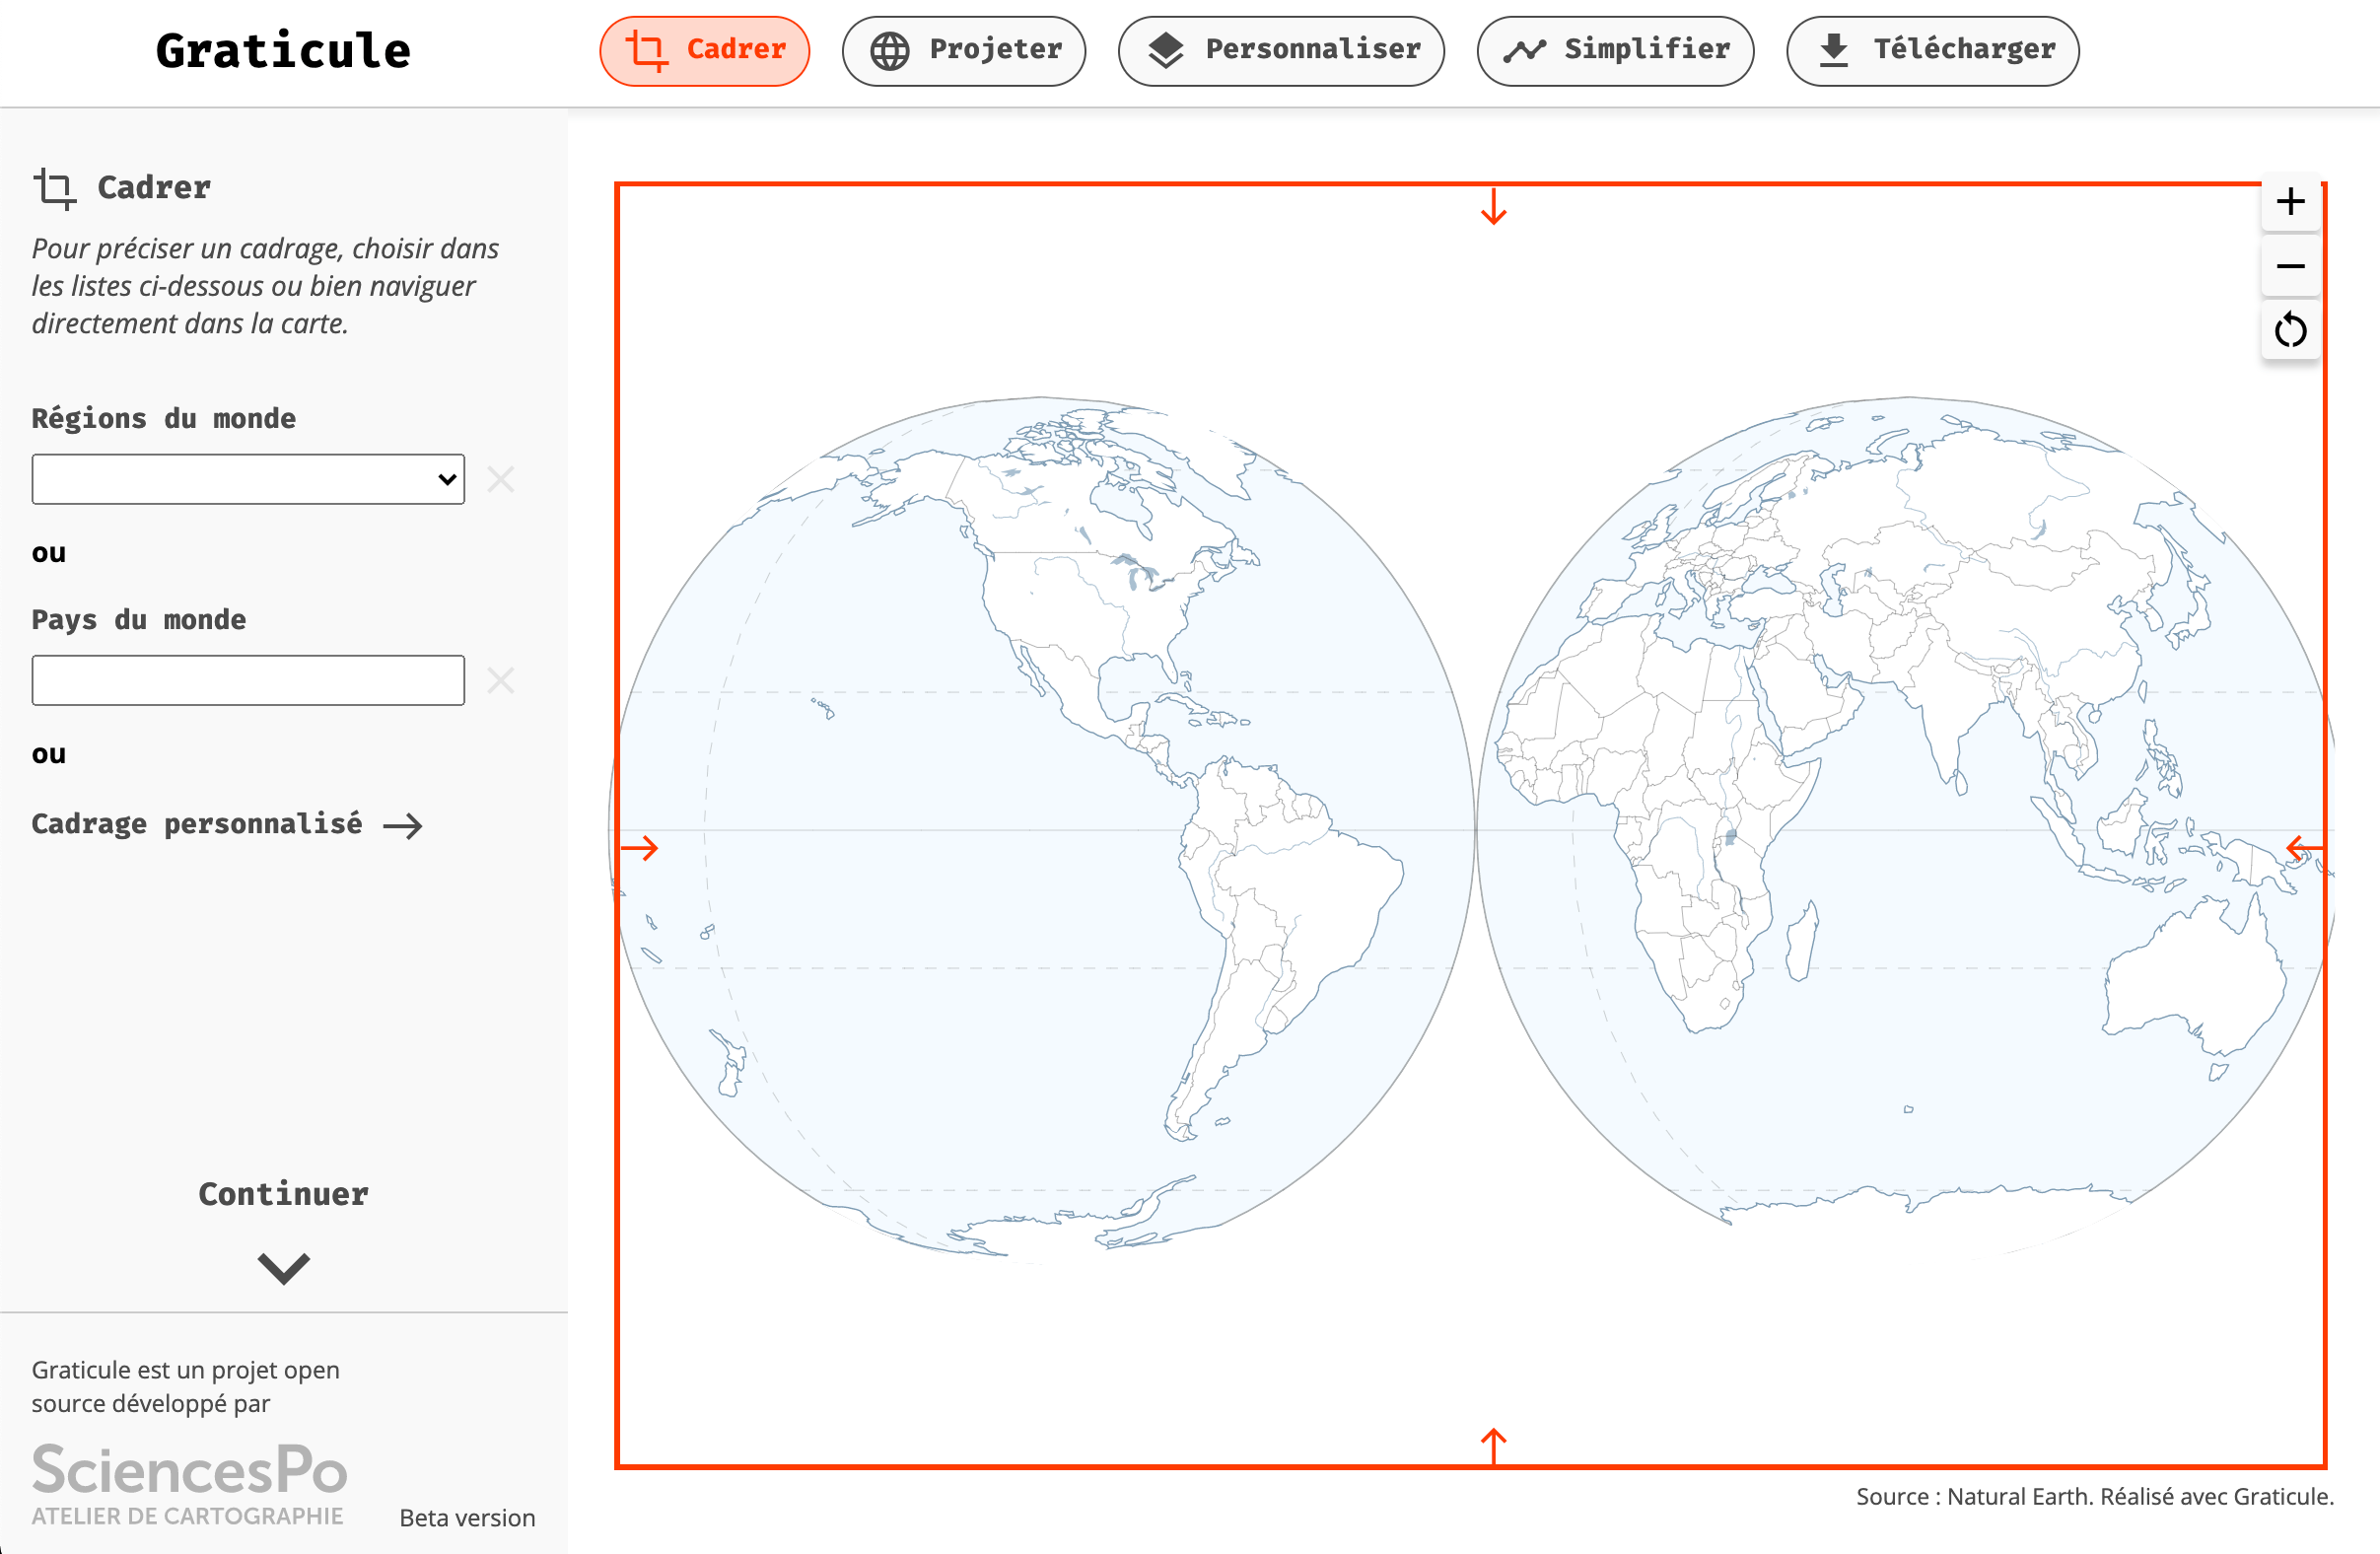 Graticule
Cadrer
Projeter
Personnaliser
Simplifier
Télécharger
Cadrer
Pour préciser un cadrage, choisir dans
les listes ci-dessous ou bien naviguer
directement dans la carte.
Régions du monde
ou
Pays du monde
ou
Cadrage personnalisé
Continuer
Graticule est un projet open
source développé par
SciencesPo
ATELIER DE CARTOGRAPHIE
Beta version
Source : Natural Earth. Réalisé avec Graticule.